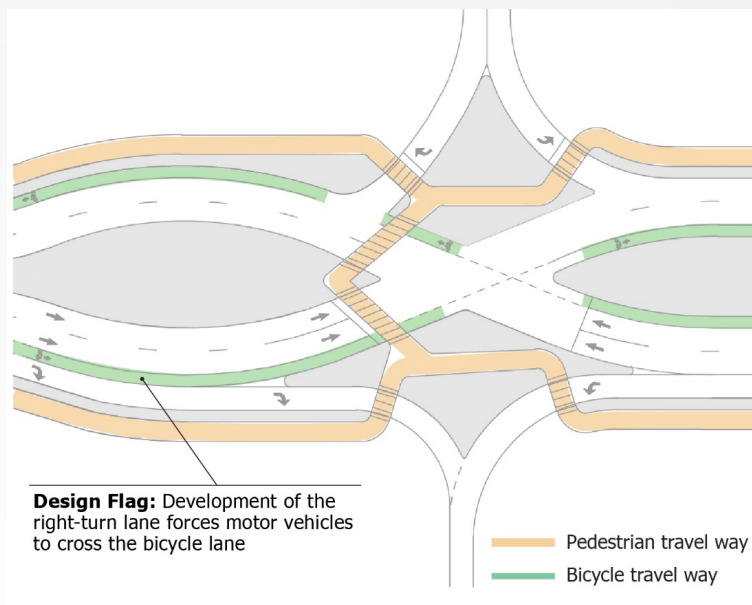 Design Flag: Development of the
right-turn lane forces motor vehicles
to cross the bicycle lane
Pedestrian travel way
Bicycle travel way